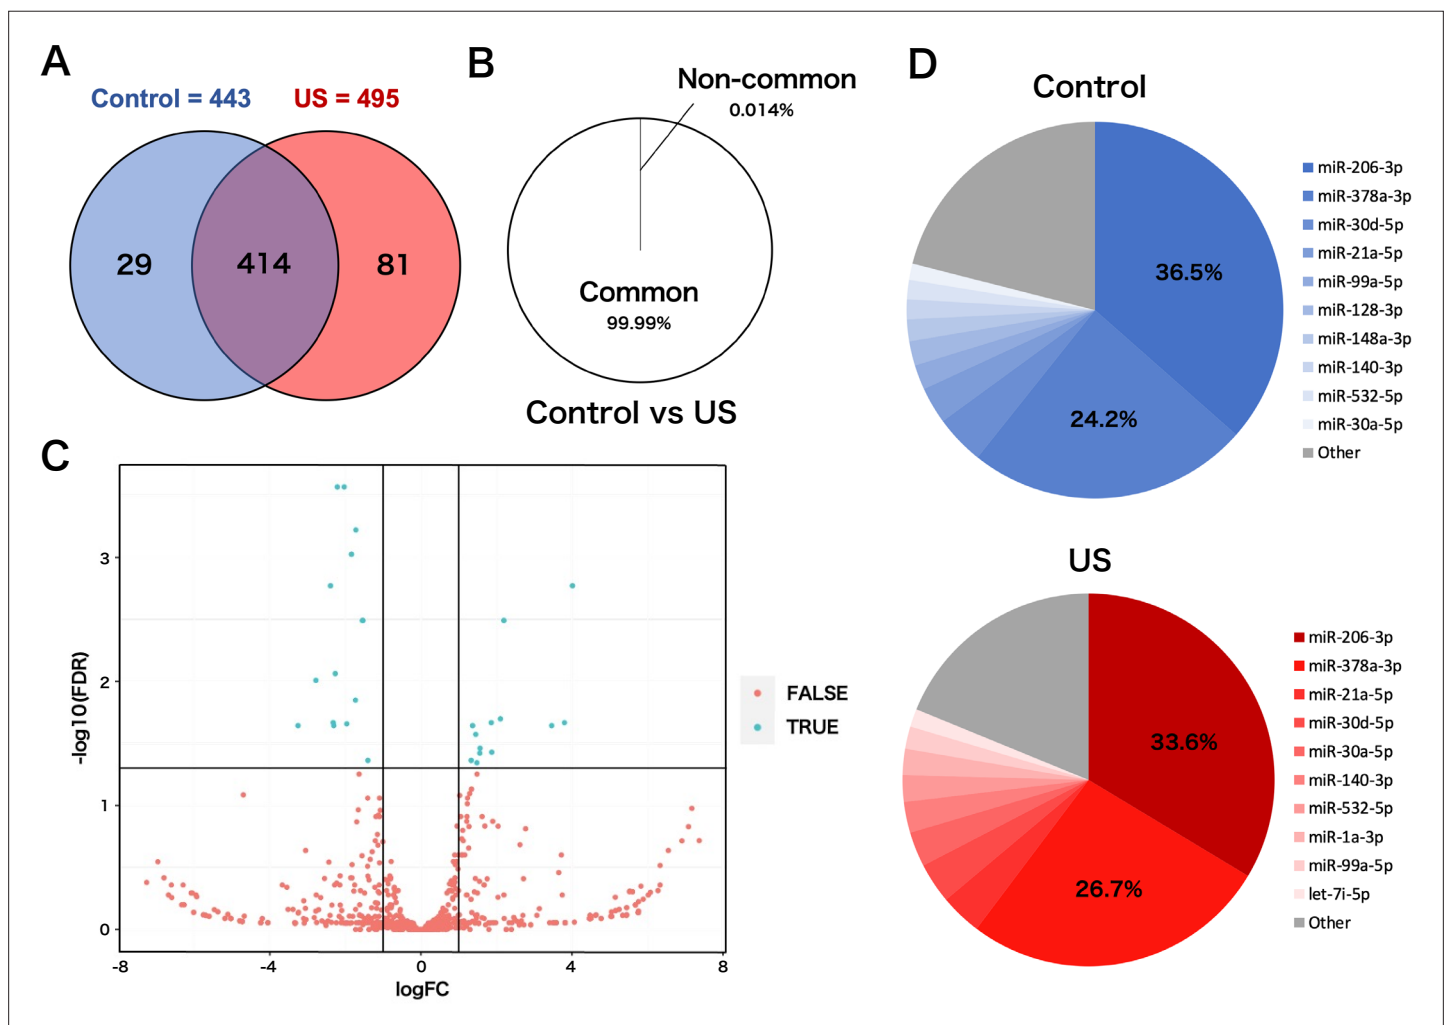 A
Control = 443
US = 495
29
414
81
B
Non-common
0.014%
Common
99.99%
Control vs US
C
-log10(FDR)
3
2
1
0
-8
-4
0
4
8
logFC
FALSE
TRUE
D
Control
36.5%
24.2%
miR-206-3p
miR-378a-3p
miR-30d-5p
miR-21a-5p
miR-99a-5p
miR-128-3p
miR-148a-3p
miR-140-3p
miR-532-5p
miR-30a-5p
Other
US
33.6%
26.7%
miR-206-3p
miR-378a-3p
miR-21a-5p
miR-30d-5p
miR-30a-5p
miR-140-3p
miR-532-5p
miR-1a-3p
miR-99a-5p
let-7i-5p
Other